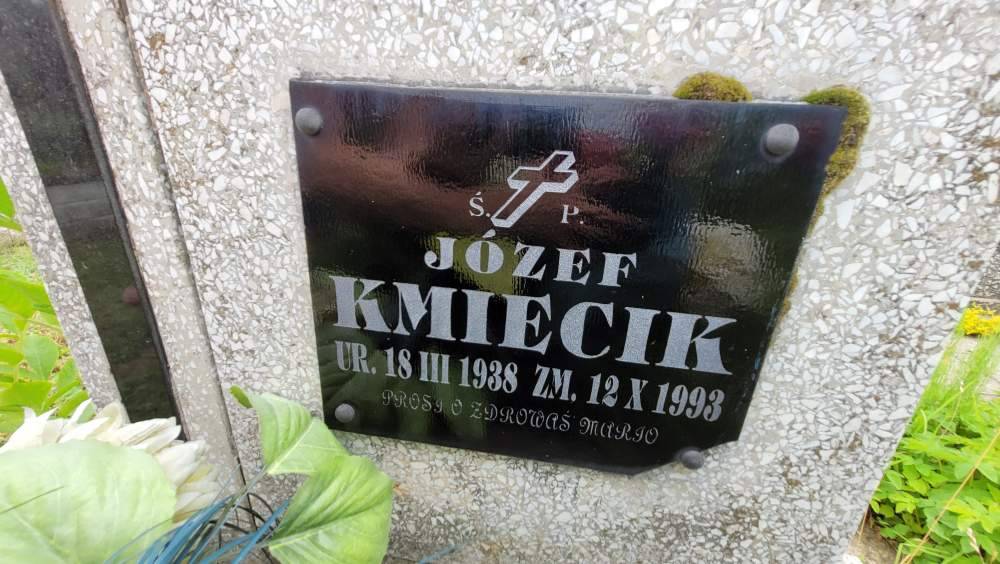 Ś. P.
JÓZEF
KMIECIK
UR. 18 III 1938 ZM. 12 X 1993
PROSI O ZDROWAŚ MARIO